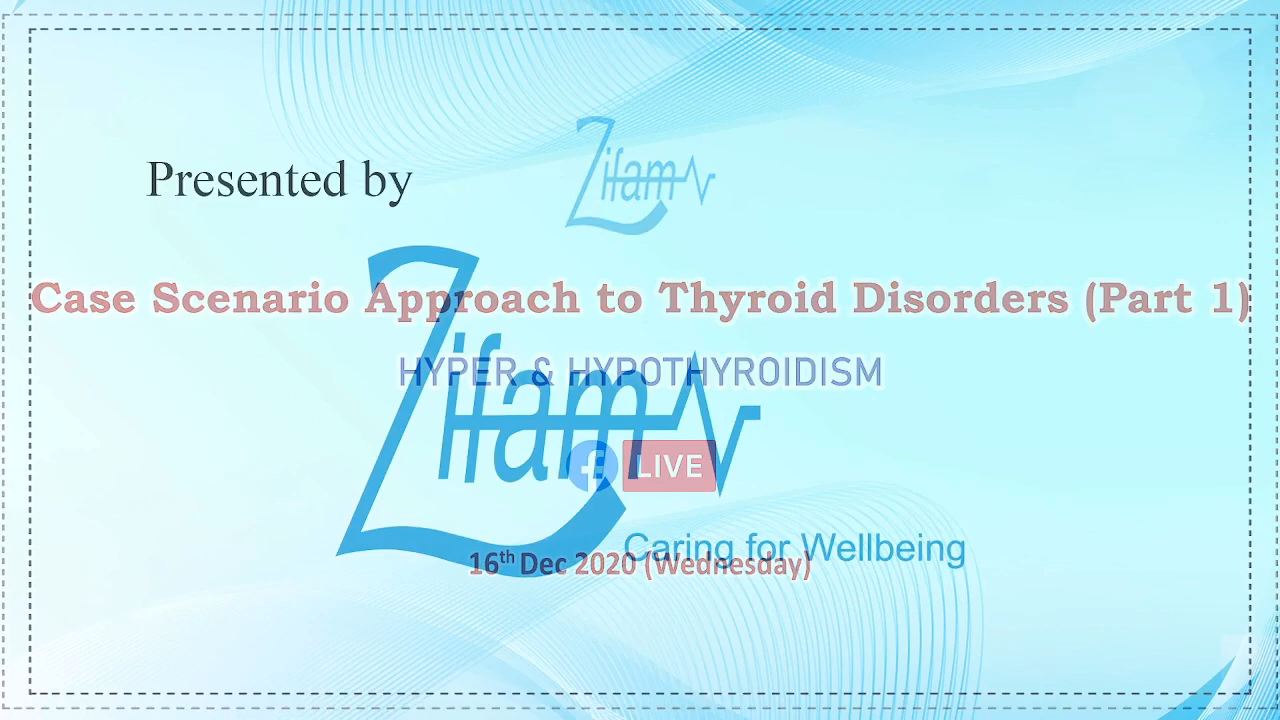 Zifam
Presented by
Case Scenario Approach to Thyroid Disorders (Part 1)
HYPER & HYPOTHYROIDISM
Zifam
f LIVE
Caring for Wellbeing
16th Dec 2020 (Wednesday)